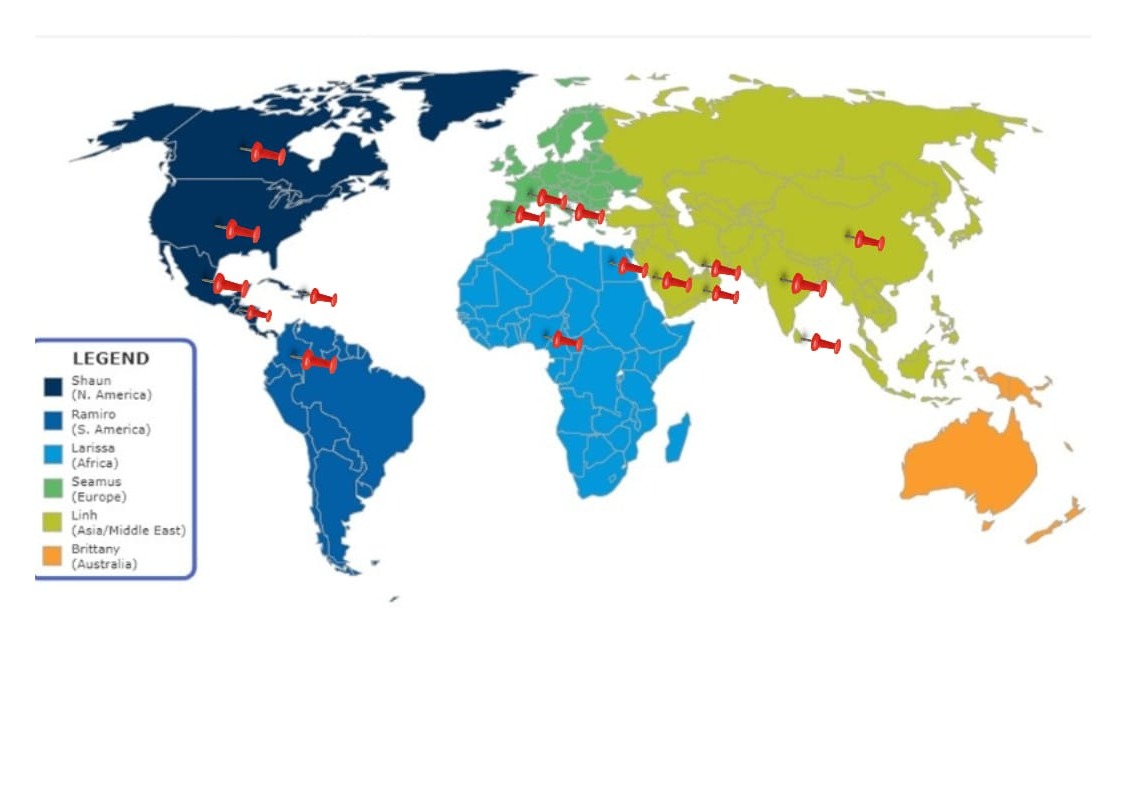 LEGEND
Shaun
(N. America)
Ramiro
(S. America)
Larissa
(Africa)
Seamus
(Europe)
Linh
(Asia/Middle East)
Brittany
(Australia)